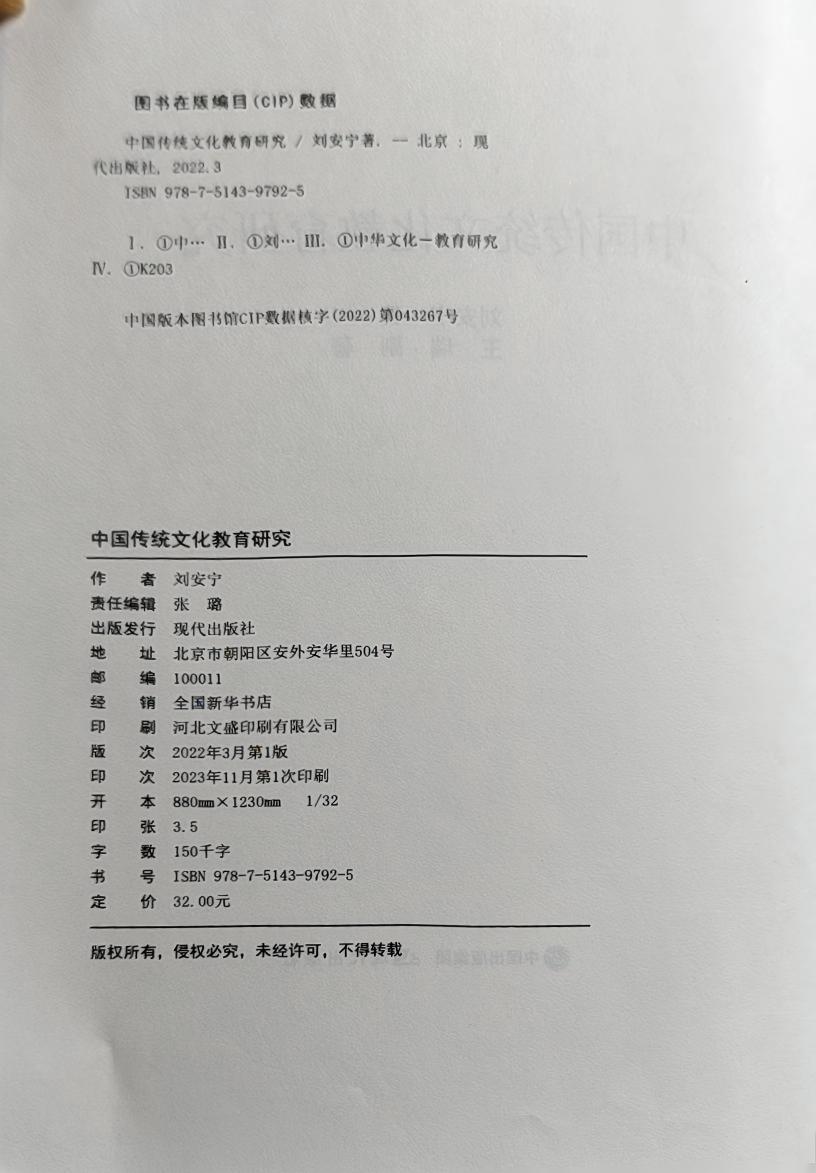 图书在版编目(CIP)数据
中国传统文化教育研究 / 刘安宁著. — 北京 : 现
代出版社, 2022.3
ISBN 978-7-5143-9792-5
Ⅰ. ①中… Ⅱ. ①刘… Ⅲ. ①中华文化—教育研究
Ⅳ. ①K203
中国版本图书馆CIP数据核字(2022)第043267号
中国传统文化教育研究
作 者 刘安宁
责任编辑 张 璐
出版发行 现代出版社
地 址 北京市朝阳区安外安华里504号
邮 编 100011
经 销 全国新华书店
印 刷 河北文盛印刷有限公司
版 次 2022年3月第1版
印 次 2023年11月第1次印刷
开 本 880mm×1230mm 1/32
印 张 3.5
字 数 150千字
书 号 ISBN 978-7-5143-9792-5
定 价 32.00元
版权所有，侵权必究，未经许可，不得转载